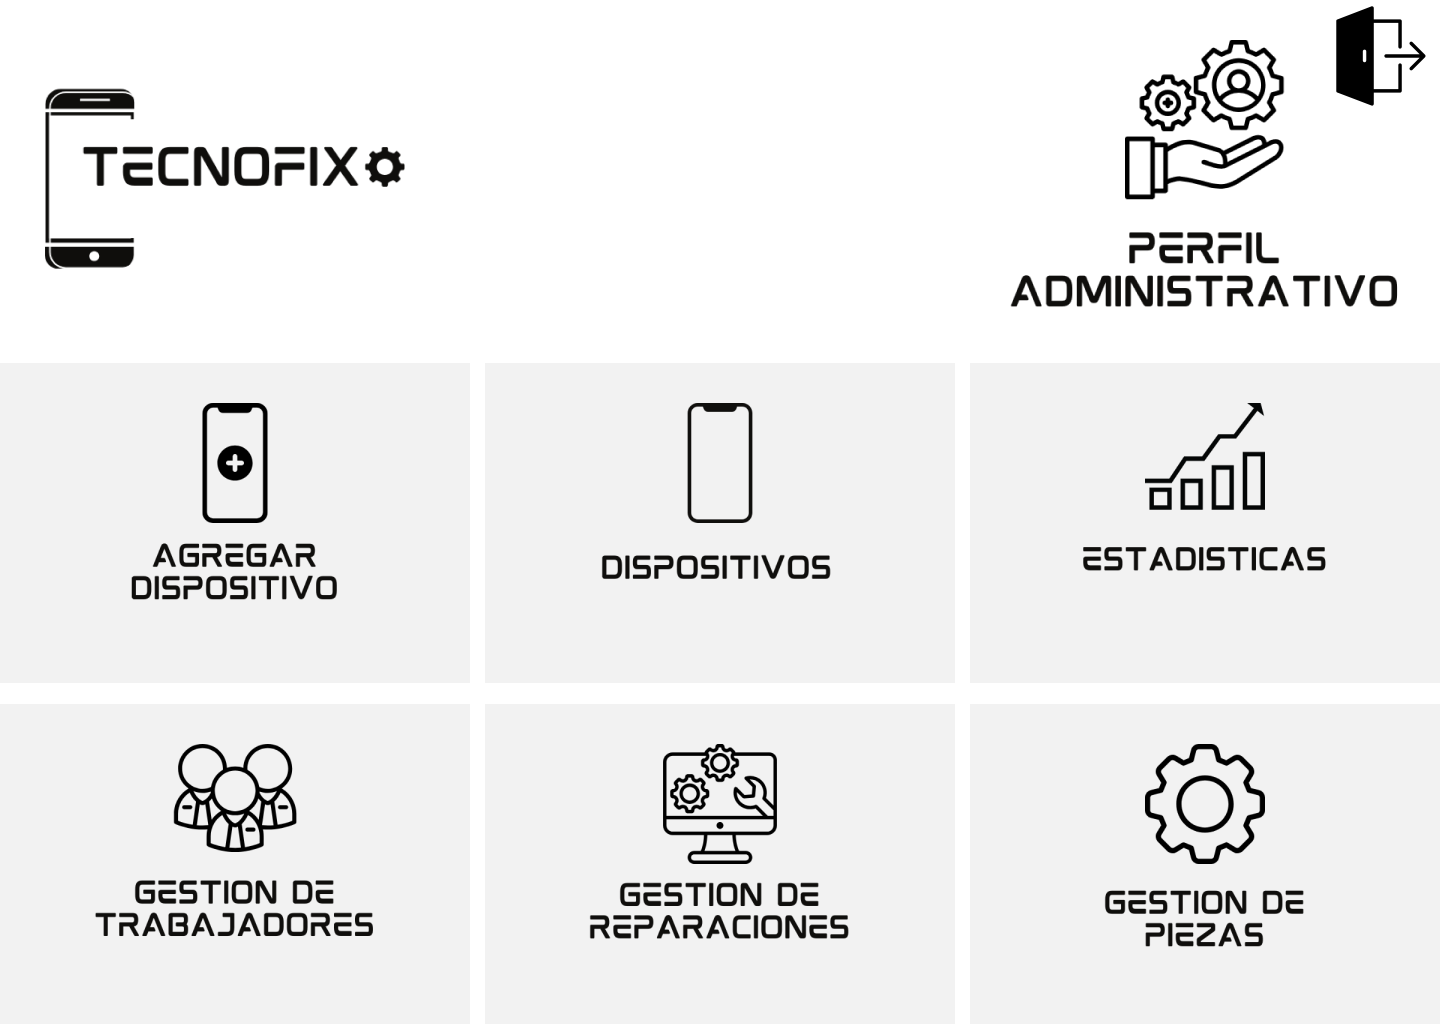 TECNOFIX
PERFIL
ADMINISTRATIVO
AGREGAR
DISPOSITIVO
DISPOSITIVOS
ESTADISTICAS
GESTION DE
TRABAJADORES
GESTION DE
REPARACIONES
GESTION DE
PIEZAS